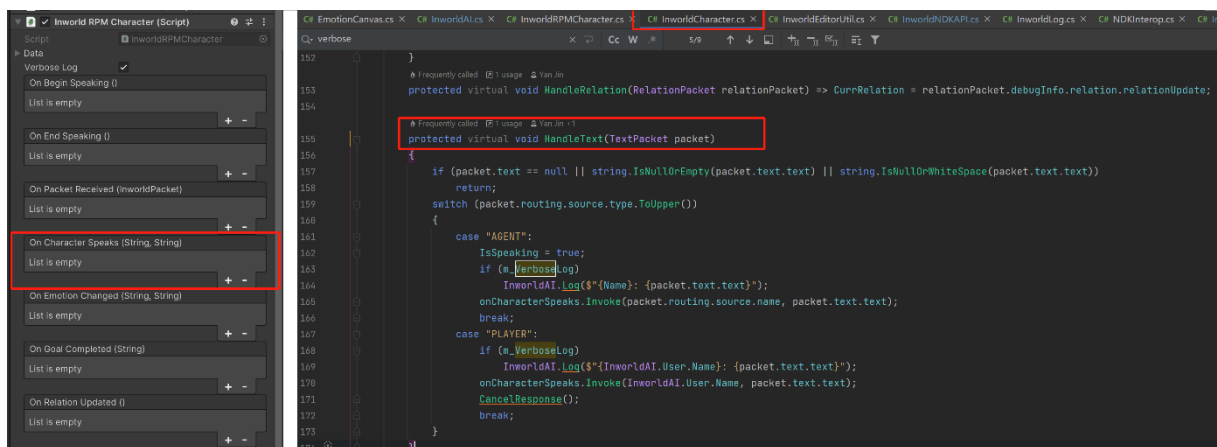 Inworld RPM Character (Script)
Script
InworldRPMCharacter
Data
Verbose Log
On Begin Speaking ()
List is empty
+ -
On End Speaking ()
List is empty
+ -
On Packet Received (InworldPacket)
List is empty
+ -
On Character Speaks (String, String)
List is empty
+ -
On Emotion Changed (String, String)
List is empty
+ -
On Goal Completed (String)
List is empty
+ -
On Relation Updated ()
List is empty
+ -
C# EmotionCanvas.cs × C# InworldAI.cs × C# InworldRPMCharacter.cs × C# InworldCharacter.cs × C# InworldEditorUtil.cs × C# InworldNDKAPI.cs × C# InworldLog.cs × C# NDKInterop.cs ×
verbose × Cc W .* 5/9
152 }
Frequently called 1 usage Yan Jin
153 protected virtual void HandleRelation(RelationPacket relationPacket) => CurrRelation = relationPacket.debugInfo.relation.relationUpdate;
154
Frequently called 1 usage Yan Jin +1
155 protected virtual void HandleText(TextPacket packet)
156 {
157 if (packet.text == null || string.IsNullOrEmpty(packet.text.text) || string.IsNullOrWhiteSpace(packet.text.text))
158 return;
159 switch (packet.routing.source.type.ToUpper())
160 {
161 case "AGENT":
162 IsSpeaking = true;
163 if (m_VerboseLog)
164 InworldAI.Log($"{Name}: {packet.text.text}");
165 onCharacterSpeaks.Invoke(packet.routing.source.name, packet.text.text);
166 break;
167 case "PLAYER":
168 if (m_VerboseLog)
169 InworldAI.Log($"{InworldAI.User.Name}: {packet.text.text}");
170 onCharacterSpeaks.Invoke(InworldAI.User.Name, packet.text.text);
171 CancelResponse();
172 break;
173 }